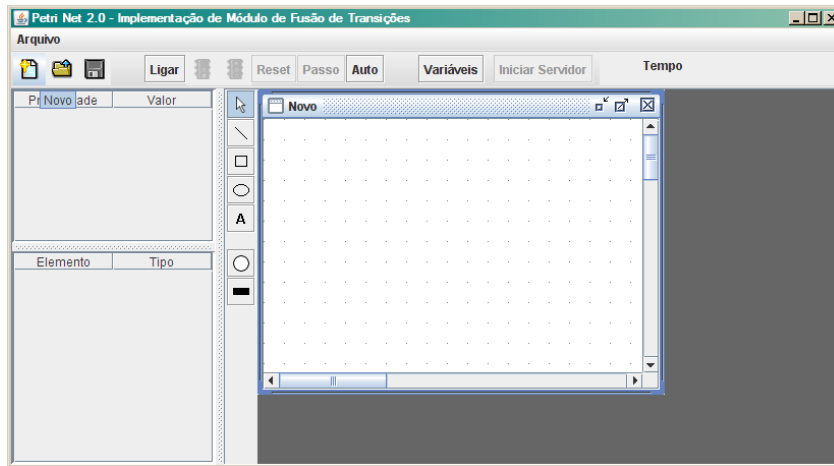 Petri Net 2.0 - Implementação de Módulo de Fusão de Transições
Arquivo
Ligar Reset Passo Auto Variáveis Iniciar Servidor Tempo
Novo Valor
Novo
A
Elemento Tipo